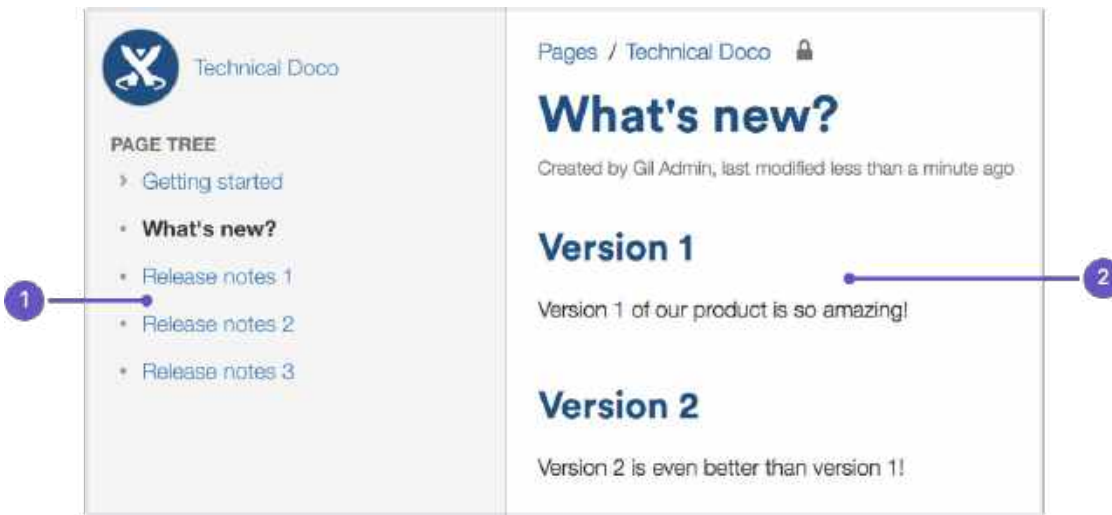 Technical Doco
PAGE TREE
Getting started
What's new?
Release notes 1
Release notes 2
Release notes 3
1
Pages / Technical Doco
What's new?
Created by Gil Admin, last modified less than a minute ago
Version 1
Version 1 of our product is so amazing!
Version 2
Version 2 is even better than version 1!
2